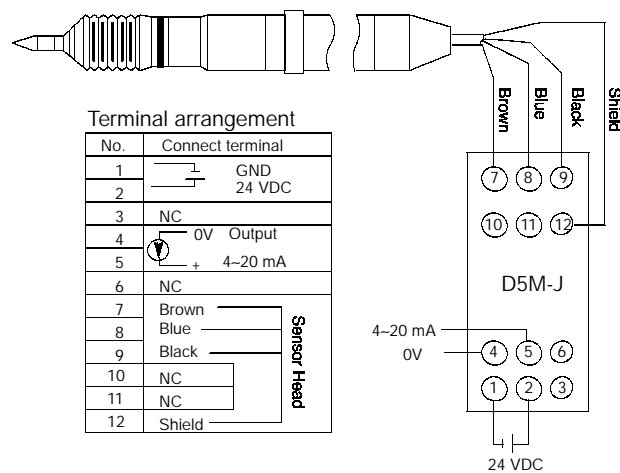 Brown
Blue
Black
Shield
Terminal arrangement
No. Connect terminal
1 GND
2 24 VDC
3 NC
4 0V Output
5 + 4~20 mA
6 NC
7 Brown
8 Blue
9 Black
10 NC
11 NC
12 Shield
Sensor Head
7 8 9
10 11 12
D5M-J
4~20 mA
0V
4 5 6
1 2 3
24 VDC